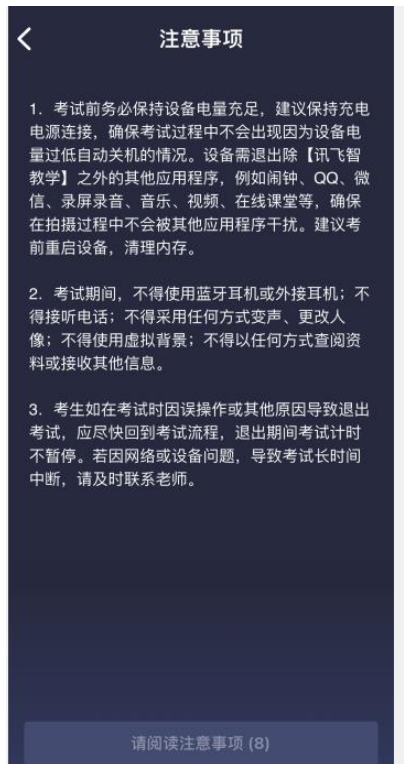 注意事项
1. 考试前务必保持设备电量充足，建议保持充电
电源连接，确保考试过程中不会出现因为设备电
量过低自动关机的情况。设备需退出除【讯飞智
教学】之外的其他应用程序，例如闹钟、QQ、微
信、录屏录音、音乐、视频、在线课堂等，确保
在拍摄过程中不会被其他应用程序干扰。建议考
前重启设备，清理内存。
2. 考试期间，不得使用蓝牙耳机或外接耳机；不
得接听电话；不得采用任何方式变声、更改人
像；不得使用虚拟背景；不得以任何方式查阅资
料或接收其他信息。
3. 考生如在考试时因误操作或其他原因导致退出
考试，应尽快回到考试流程，退出期间考试计时
不暂停。若因网络或设备问题，导致考试长时间
中断，请及时联系老师。
请阅读注意事项 (8)